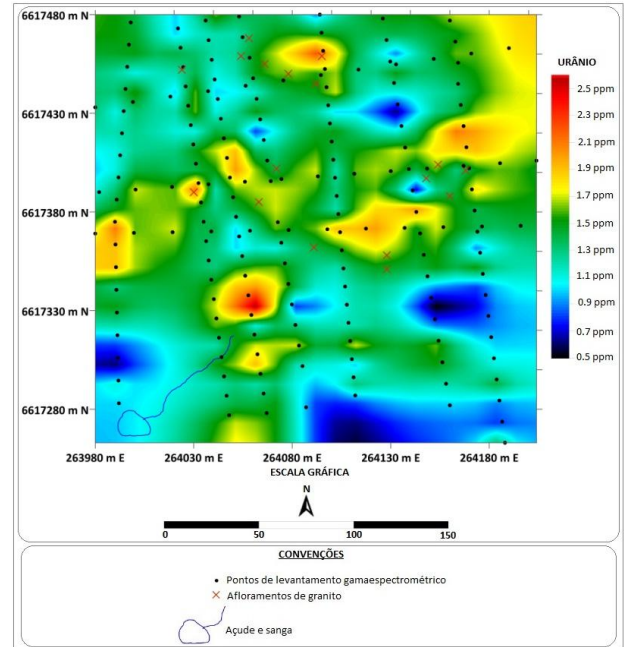 6617480 m N
6617430 m N
6617380 m N
6617330 m N
6617280 m N
263980 m E 264030 m E 264080 m E 264130 m E 264180 m E
URÂNIO
2.5 ppm
2.3 ppm
2.1 ppm
1.9 ppm
1.7 ppm
1.5 ppm
1.3 ppm
1.1 ppm
0.9 ppm
0.7 ppm
0.5 ppm
ESCALA GRÁFICA
N
0 50 100 150
CONVENÇÕES
Pontos de levantamento gamaespectrométrico
Afloramentos de granito
Açude e sanga